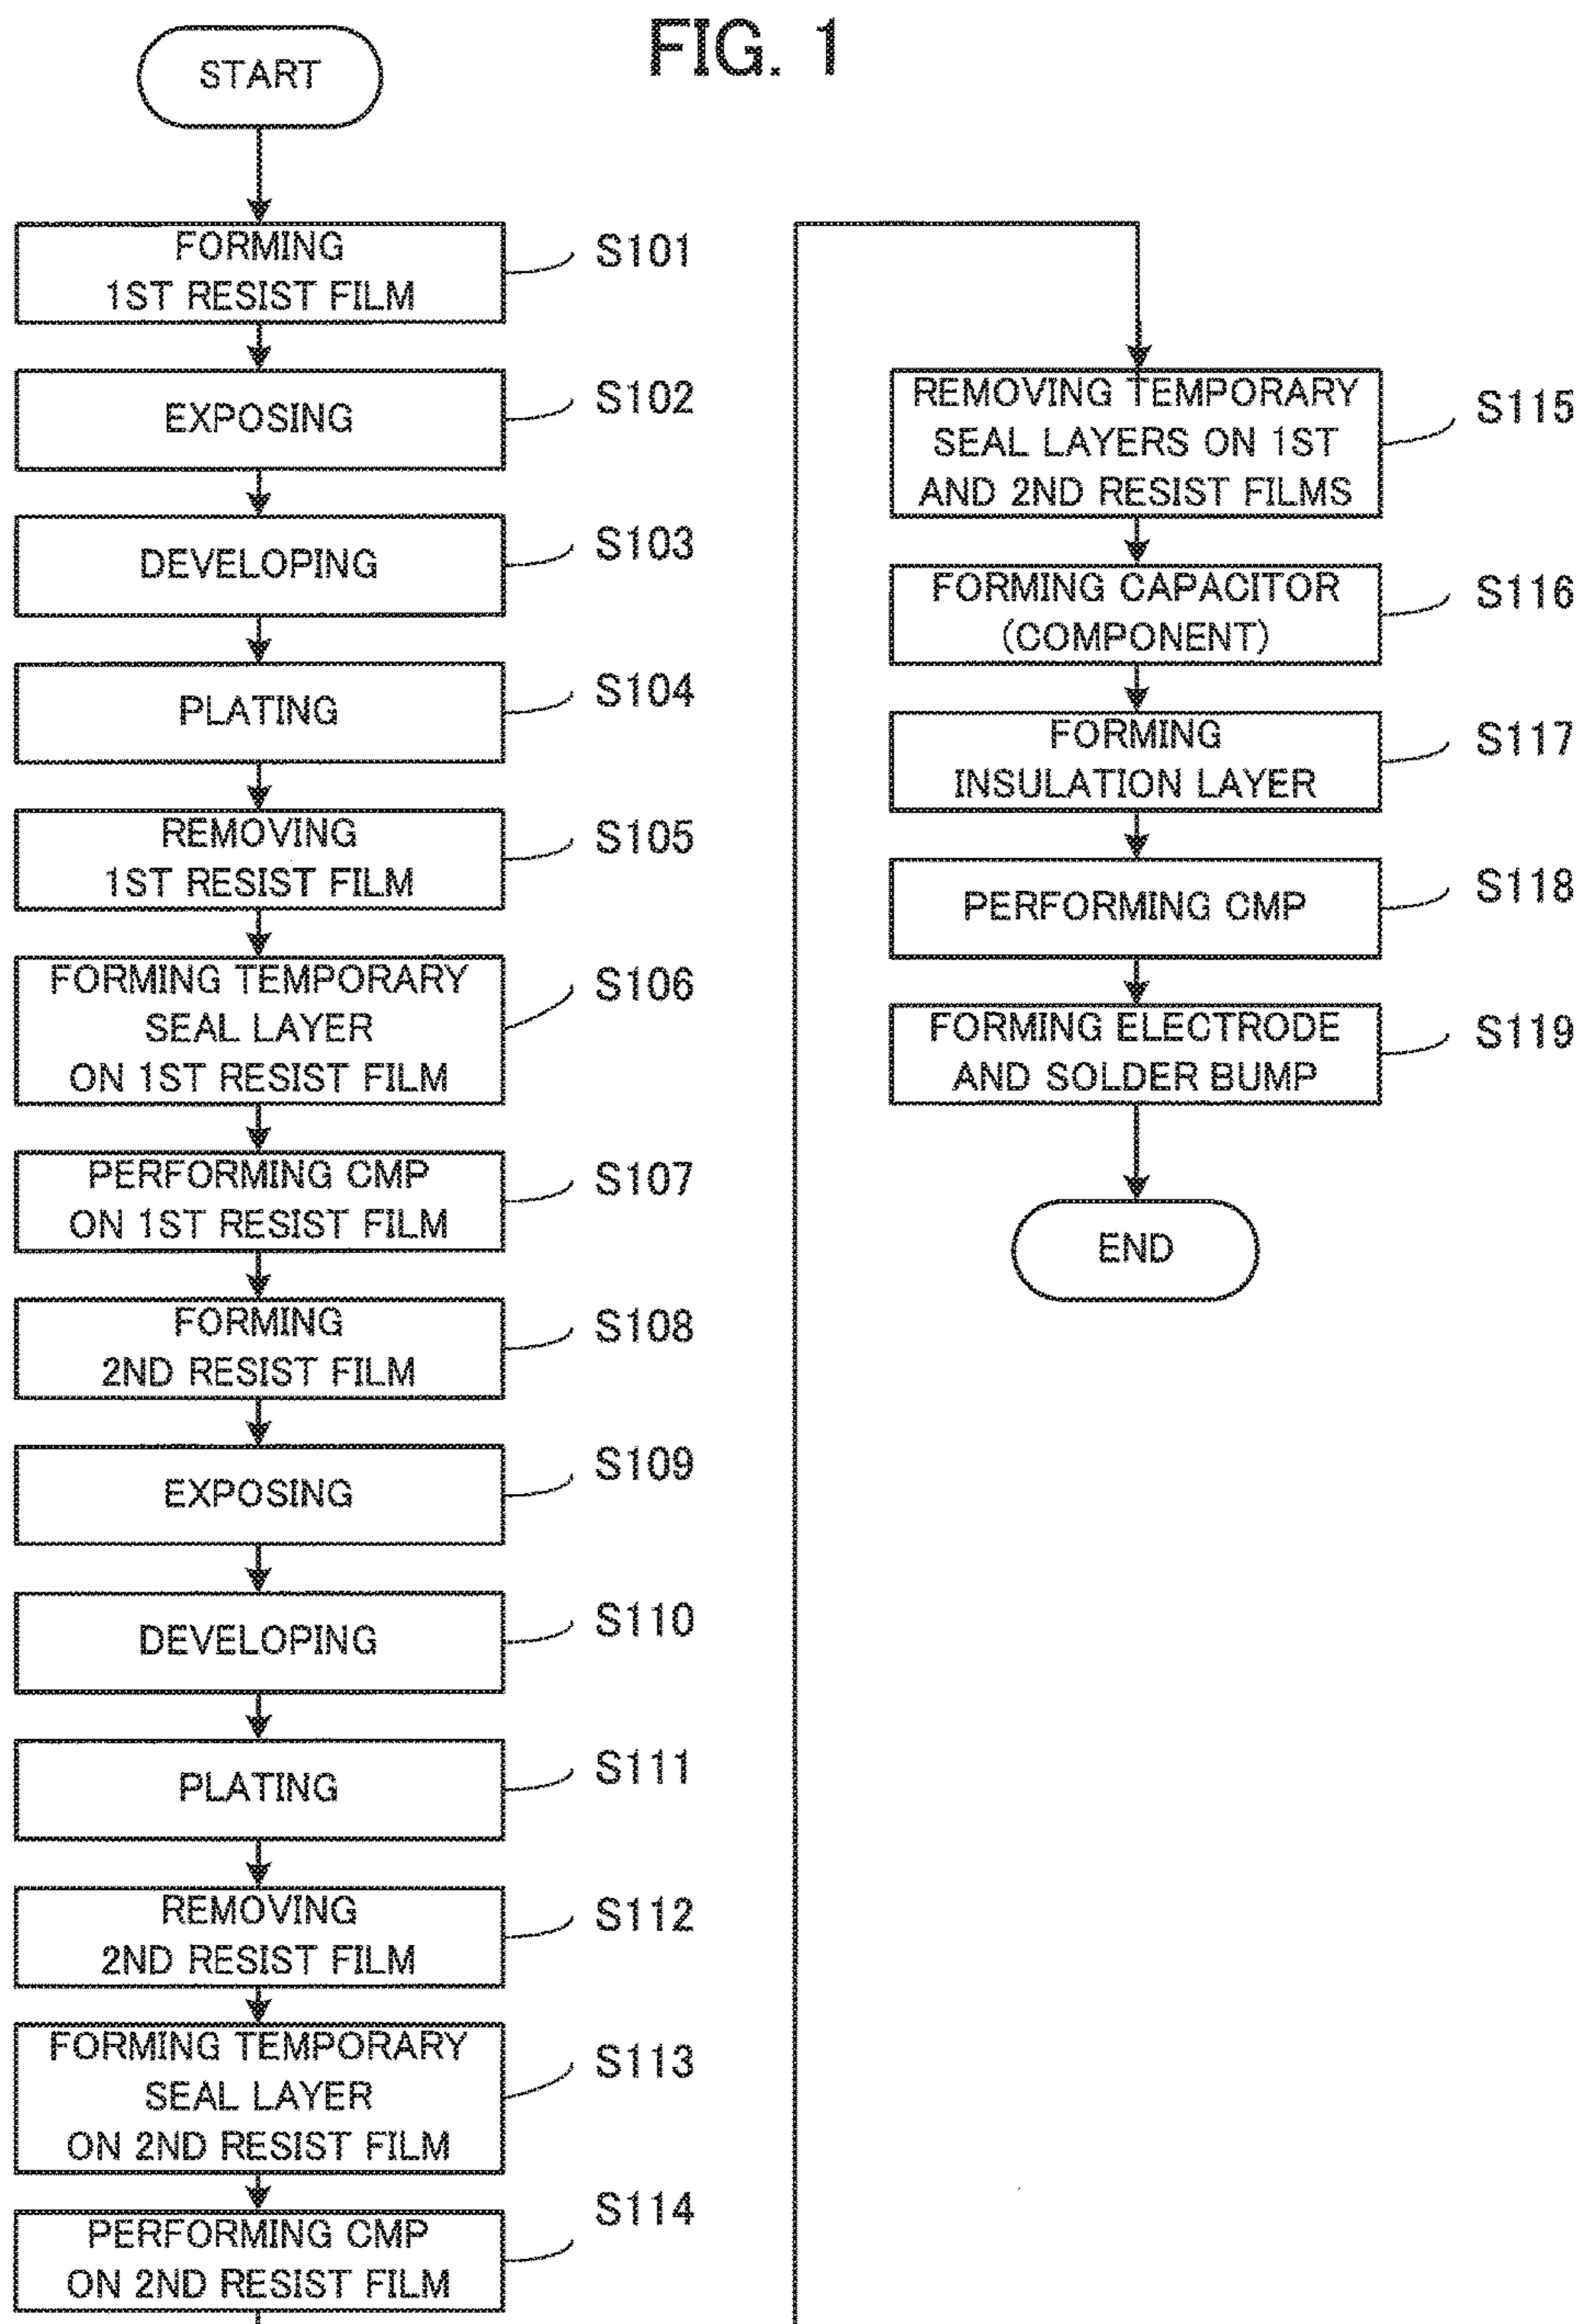 FIG. 1
START
FORMING
1ST RESIST FILM
S101
EXPOSING
S102
DEVELOPING
S103
PLATING
S104
REMOVING
1ST RESIST FILM
S105
FORMING TEMPORARY
SEAL LAYER
ON 1ST RESIST FILM
S106
PERFORMING CMP
ON 1ST RESIST FILM
S107
FORMING
2ND RESIST FILM
S108
EXPOSING
S109
DEVELOPING
S110
PLATING
S111
REMOVING
2ND RESIST FILM
S112
FORMING TEMPORARY
SEAL LAYER
ON 2ND RESIST FILM
S113
PERFORMING CMP
ON 2ND RESIST FILM
S114
REMOVING TEMPORARY
SEAL LAYERS ON 1ST
AND 2ND RESIST FILMS
S115
FORMING CAPACITOR
(COMPONENT)
S116
FORMING
INSULATION LAYER
S117
PERFORMING CMP
S118
FORMING ELECTRODE
AND SOLDER BUMP
S119
END